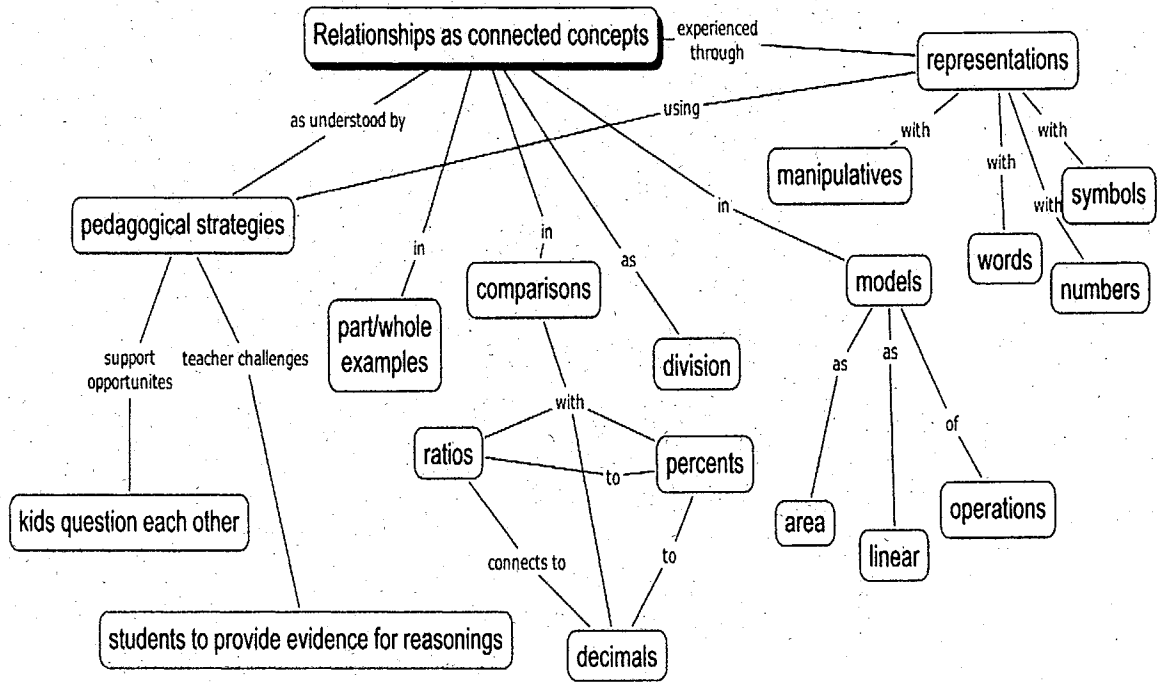 Relationships as connected concepts
experienced
through
representations
as understood by
using
with
manipulatives
with
with
symbols
with
words
numbers
pedagogical strategies
in
in
as
in
part/whole
examples
comparisons
division
models
support
opportunites
teacher challenges
with
as
as
of
ratios
to
percents
area
linear
operations
kids question each other
connects to
to
students to provide evidence for reasonings
decimals